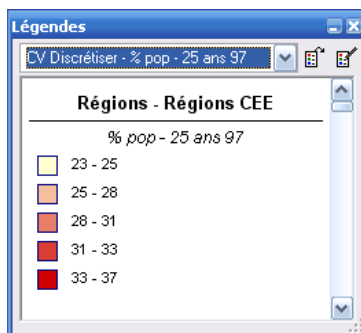 Légendes
CV Discrétiser - % pop - 25 ans 97
Régions - Régions CEE
% pop - 25 ans 97
23 - 25
25 - 28
28 - 31
31 - 33
33 - 37